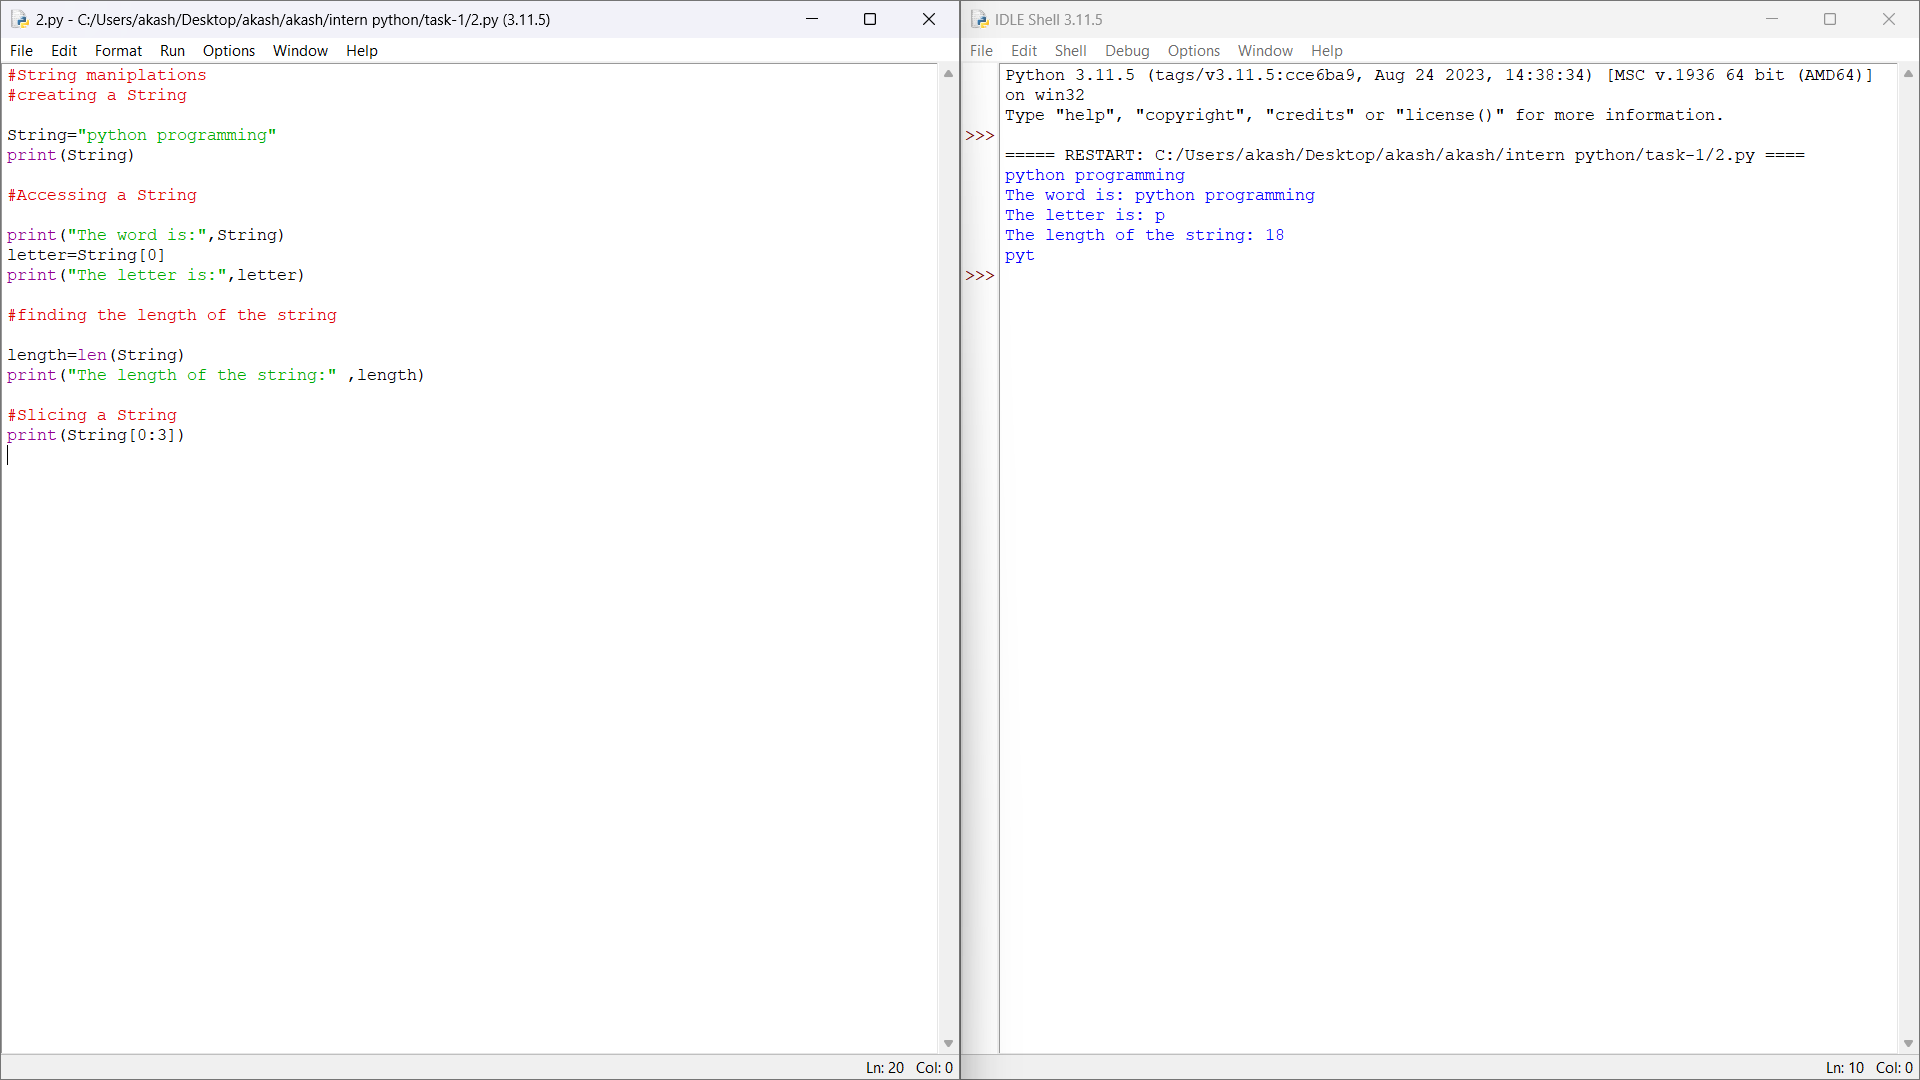 2.py - C:/Users/akash/Desktop/akash/akash/intern python/task-1/2.py (3.11.5)
File Edit Format Run Options Window Help
#String maniplations
#creating a String
String="python programming"
print(String)
#Accessing a String
print("The word is:",String)
letter=String[0]
print("The letter is:",letter)
#finding the length of the string
length=len(String)
print("The length of the string:" ,length)
#Slicing a String
print(String[0:3])
Ln: 20 Col: 0
IDLE Shell 3.11.5
File Edit Shell Debug Options Window Help
Python 3.11.5 (tags/v3.11.5:cce6ba9, Aug 24 2023, 14:38:34) [MSC v.1936 64 bit (AMD64)]
on win32
Type "help", "copyright", "credits" or "license()" for more information.
>>>
===== RESTART: C:/Users/akash/Desktop/akash/akash/intern python/task-1/2.py ====
python programming
The word is: python programming
The letter is: p
The length of the string: 18
pyt
>>>
Ln: 10 Col: 0